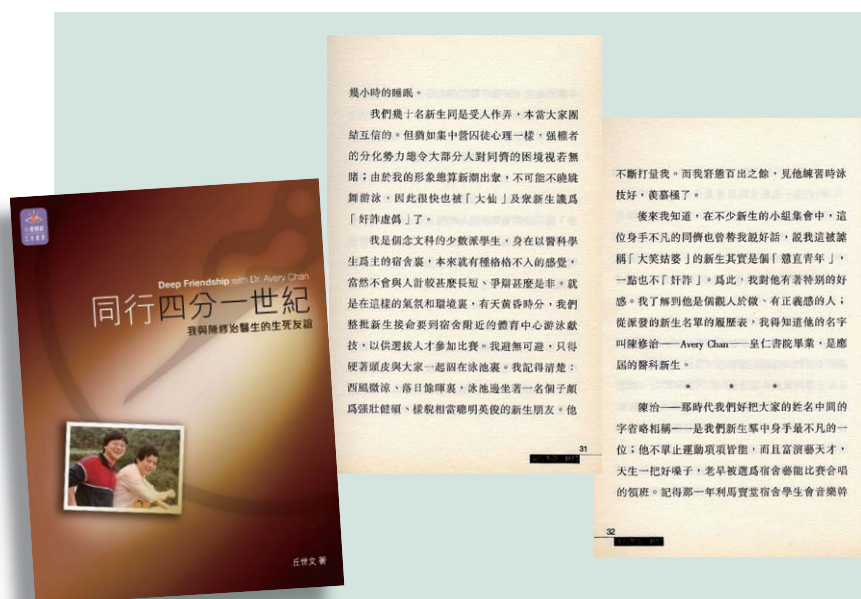 Deep Friendship with Dr. Avery Chan
同行四分一世紀
我與陳修治醫生的生死友誼
丘世文 著
幾小時的睡眠。
我們幾十名新生同是受人作弄，本當大家團
結互信的。但猶如集中營囚徒心理一樣，强權者
的分化勢力總令大部分人對同儕的困境視若無
睹；由於我的形象總算新潮出衆，不可能不曉跳
舞游泳，因此很快也被「大仙」及衆新生譏爲
「奸詐虛僞」了。
我是個念文科的少數派學生，身在以醫科學
生爲主的宿舍裏，本來就有種格格不入的感覺，
當然不會與人計較甚麼長短、爭辯甚麼是非。就
是在這樣的氣氛和環境裏，有天黃昏時分，我們
整批新生接命要到宿舍附近的體育中心游泳獻
技，以供選拔人才參加比賽。我避無可避，只得
硬著頭皮與大家一起泅在泳池裏。我記得清楚：
西風微涼、落日餘暉裏，泳池邊坐著一名個子頗
爲强壯健碩、樣貌相當聰明英俊的新生朋友。他
31
不斷打量我。而我窘態百出之餘，見他練習時泳
技好，羨慕極了。
後來我知道，在不少新生的小組集會中，這
位身手不凡的同儕也曾替我說好話，說我這被謔
稱「大笑姑婆」的新生其實是個「戇直青年」，
一點也不「奸詐」。爲此，我對他有著特別的好
感。我了解到他是個觀人於微、有正義感的人；
從派發的新生名單的履歷表，我得知道他的名字
叫陳修治——Avery Chan——皇仁書院畢業，是應
屆的醫科新生。
* * * *
陳治——那時代我們好把大家的姓名中間的
字省略相稱——是我們新生羣中身手最不凡的一
位；他不單止運動項項皆能，而且富演藝天才，
天生一把好嗓子，老早被選爲宿舍藝能比賽合唱
的領班。記得那一年利馬竇堂宿舍學生會音樂幹
32